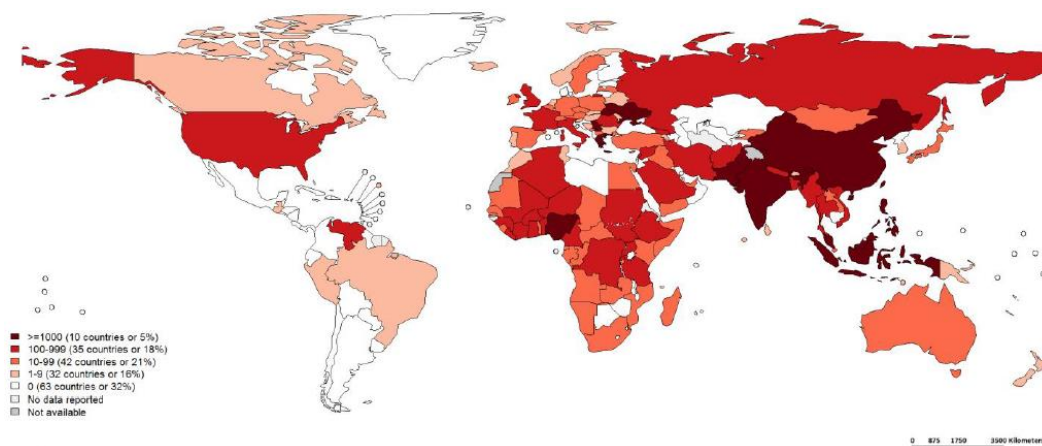 >=1000 (10 countries or 5%)
100-999 (35 countries or 18%)
10-99 (42 countries or 21%)
1-9 (32 countries or 16%)
0 (63 countries or 32%)
No data reported
Not available
0 875 1750 3500 Kilometers